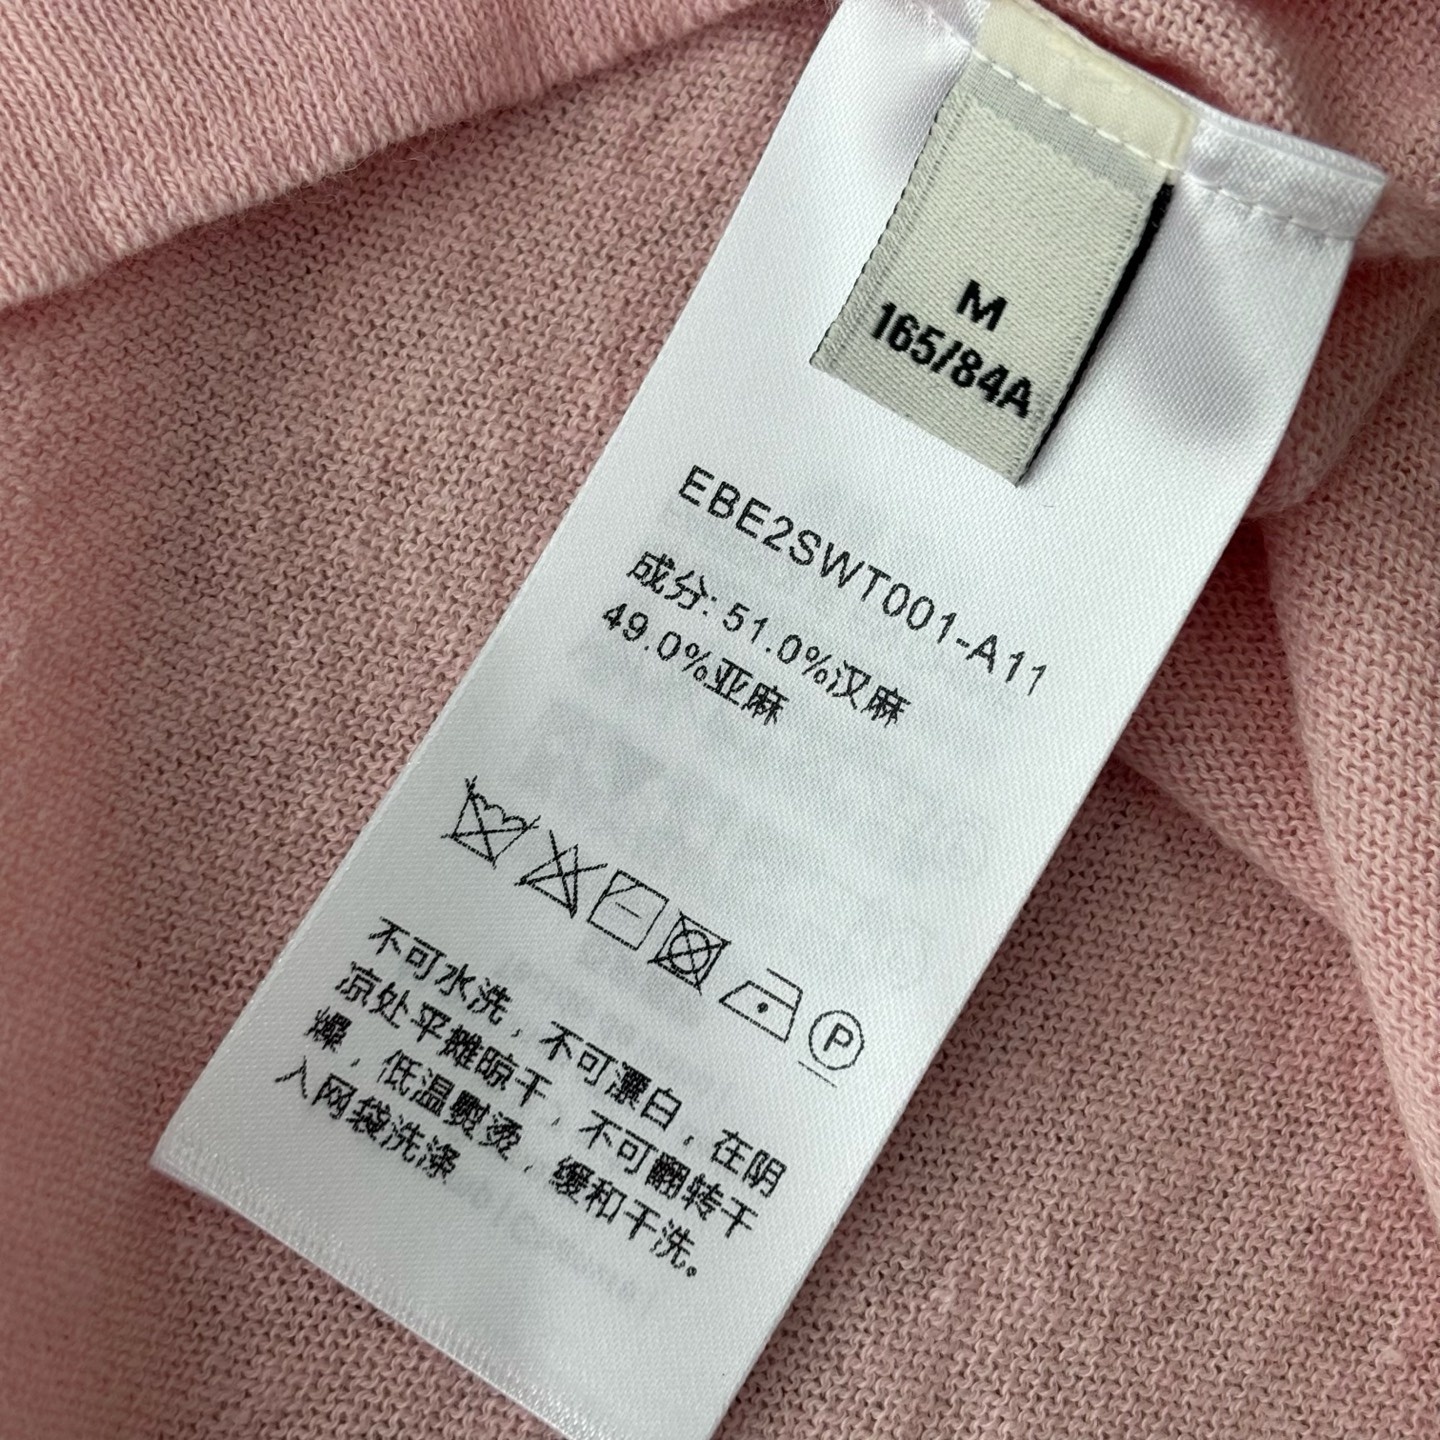 M
165/84A
EBE2SWT001-A11
成分: 51.0%汉麻
49.0%亚麻
P
不可水洗, 不可漂白, 在阴
凉处平摊晾干, 不可翻转干
燥, 低温熨烫, 缓和干洗。
入网袋洗涤